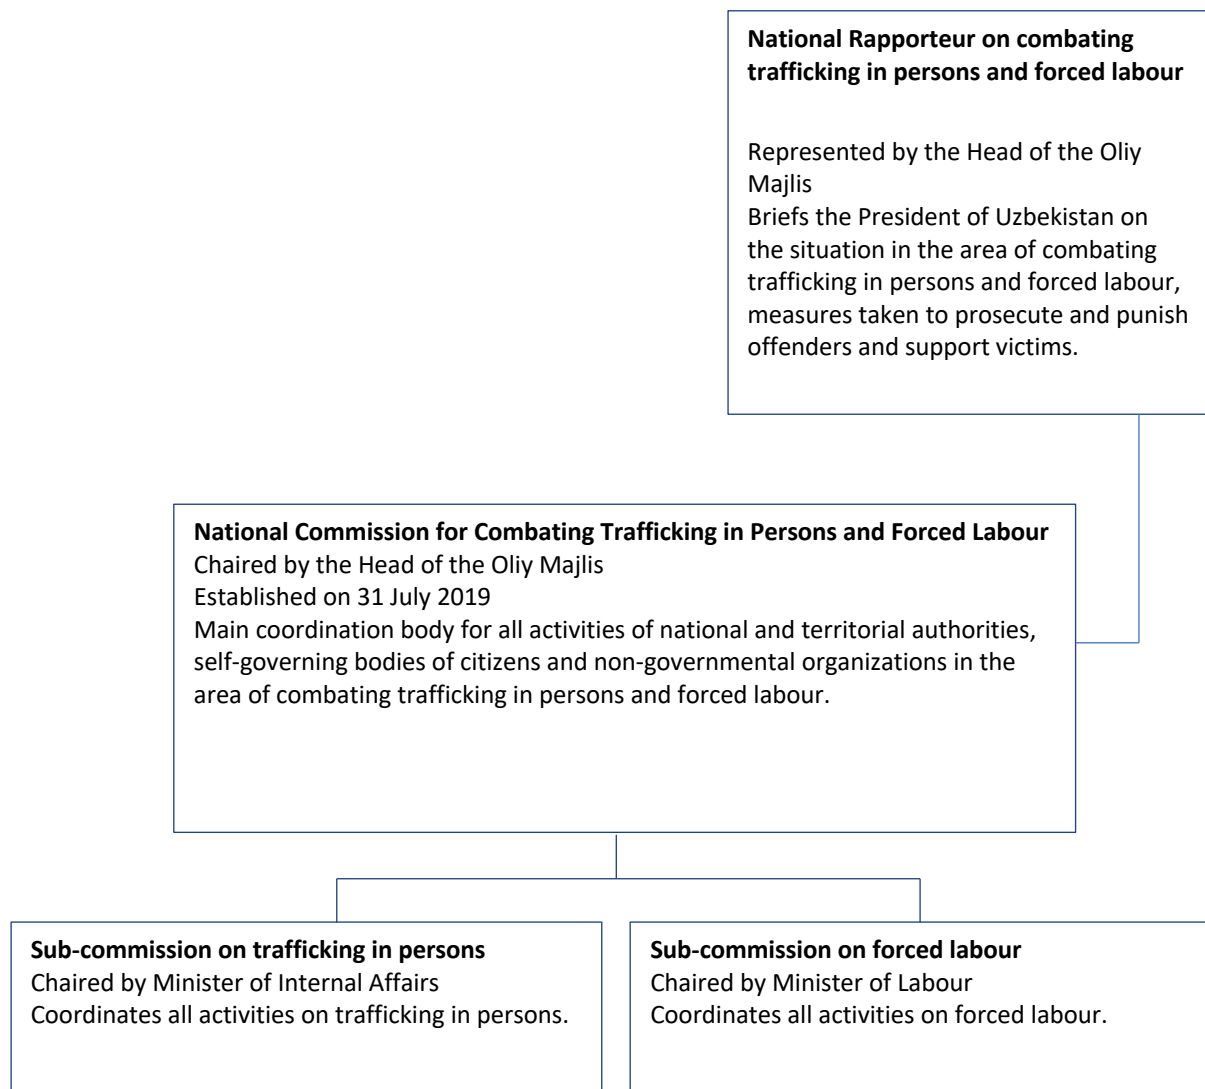 National Rapporteur on combating
trafficking in persons and forced labour
Represented by the Head of the Oliy
Majlis
Briefs the President of Uzbekistan on
the situation in the area of combating
trafficking in persons and forced labour,
measures taken to prosecute and punish
offenders and support victims.
National Commission for Combating Trafficking in Persons and Forced Labour
Chaired by the Head of the Oliy Majlis
Established on 31 July 2019
Main coordination body for all activities of national and territorial authorities,
self-governing bodies of citizens and non-governmental organizations in the
area of combating trafficking in persons and forced labour.
Sub-commission on trafficking in persons
Chaired by Minister of Internal Affairs
Coordinates all activities on trafficking in persons.
Sub-commission on forced labour
Chaired by Minister of Labour
Coordinates all activities on forced labour.